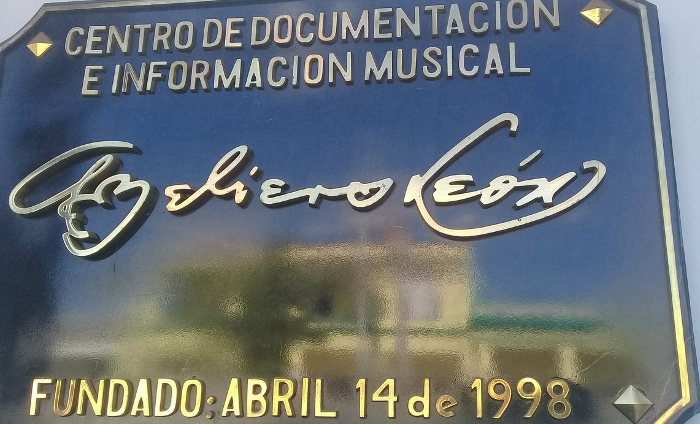 CENTRO DE DOCUMENTACION
E INFORMACION MUSICAL
Argeliers León
FUNDADO: ABRIL 14 de 1998